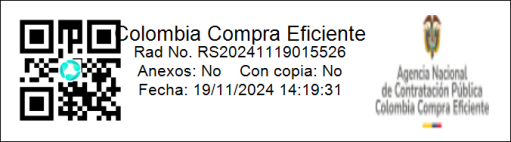 Colombia Compra Eficiente
Rad No. RS20241119015526
Anexos: No Con copia: No
Fecha: 19/11/2024 14:19:31
Agencia Nacional
de Contratación Pública
Colombia Compra Eficiente